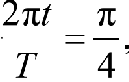 2πt/T = π/4,